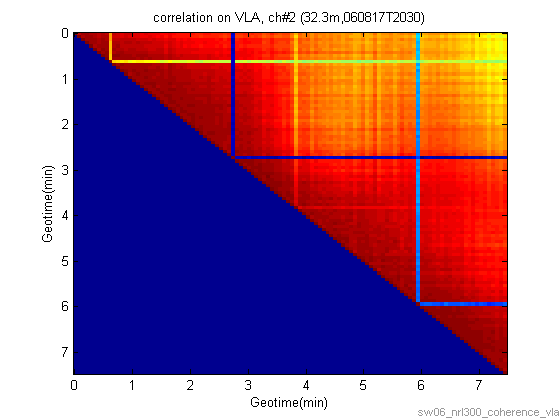 correlation on VLA, ch#2 (32.3m,060817T2030)
0
1
2
3
4
5
6
7
Geotime(min)
0 1 2 3 4 5 6 7
Geotime(min)
sw06_nrl300_coherence_vla